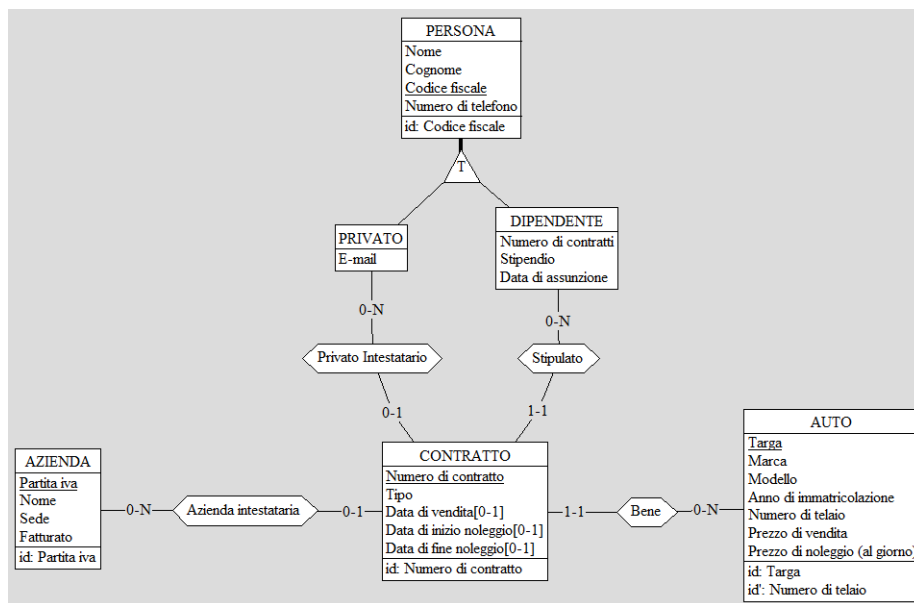 PERSONA
Nome
Cognome
Codice fiscale
Numero di telefono
id: Codice fiscale
T
PRIVATO
E-mail
DIPENDENTE
Numero di contratti
Stipendio
Data di assunzione
0-N
0-N
Privato Intestatario
Stipulato
0-1
1-1
AZIENDA
Partita iva
Nome
Sede
Fatturato
id: Partita iva
0-N
Azienda intestataria
0-1
CONTRATTO
Numero di contratto
Tipo
Data di vendita[0-1]
Data di inizio noleggio[0-1]
Data di fine noleggio[0-1]
id: Numero di contratto
1-1
Bene
0-N
AUTO
Targa
Marca
Modello
Anno di immatricolazione
Numero di telaio
Prezzo di vendita
Prezzo di noleggio (al giorno)
id: Targa
id': Numero di telaio